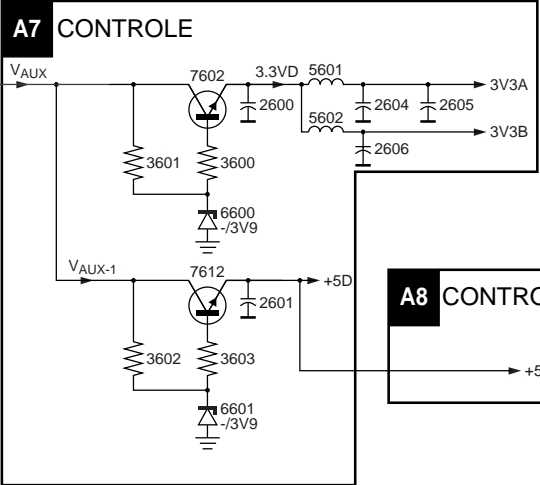 A7 CONTROLE
VAUX
7602
3.3VD
5601
3V3A
2600
2604
2605
5602
3V3B
3601
3600
2606
6600
-/3V9
VAUX-1
7612
+5D
2601
A8 CONTRO
3602
3603
+5
6601
-/3V9